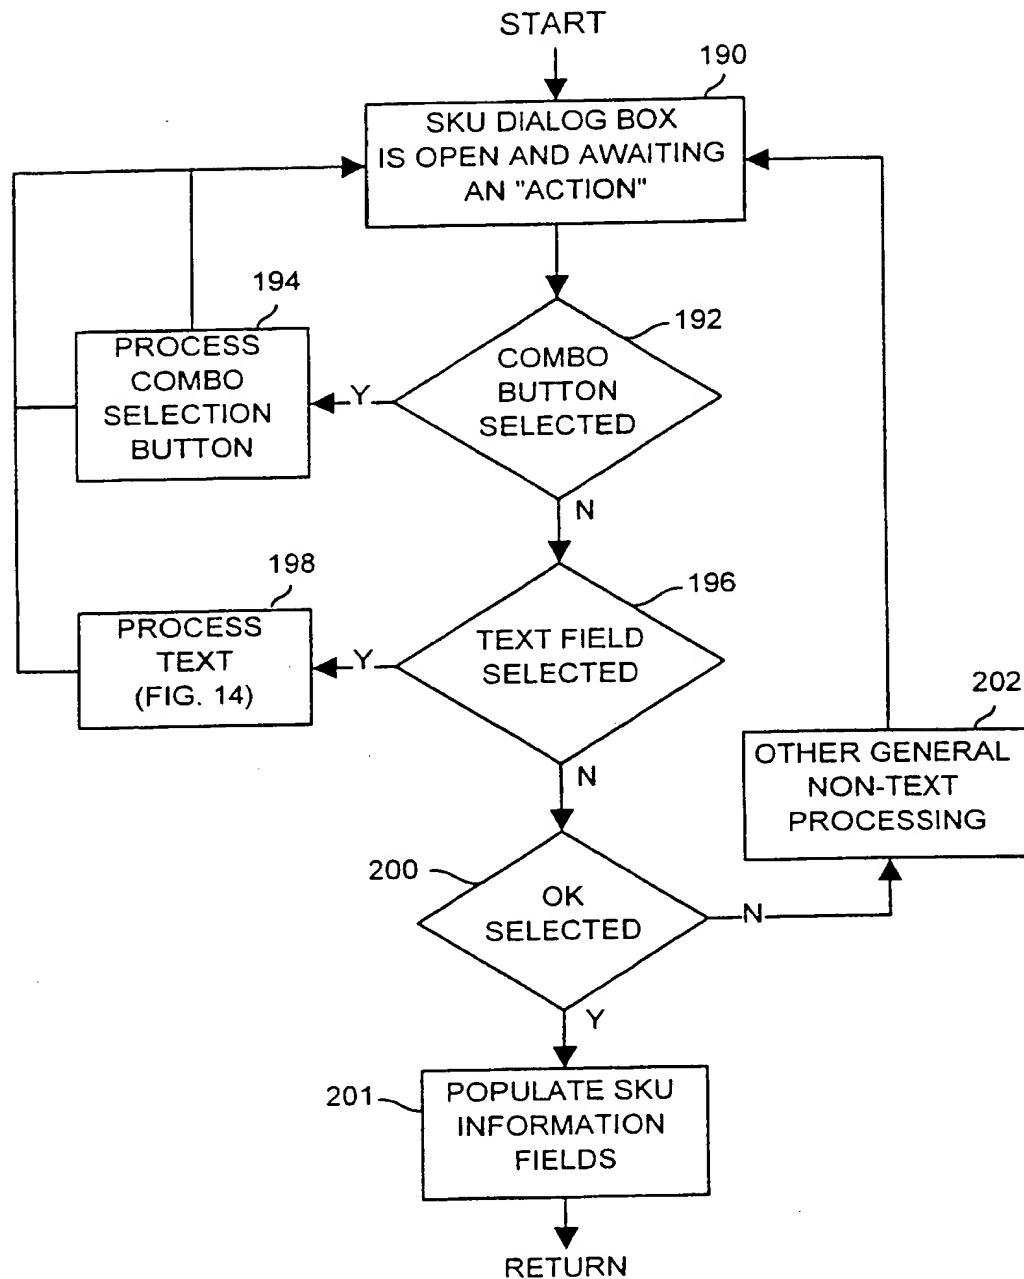 START
190
SKU DIALOG BOX
IS OPEN AND AWAITING
AN "ACTION"
194
192
PROCESS
COMBO
SELECTION
BUTTON
Y
COMBO
BUTTON
SELECTED
N
198
196
PROCESS
TEXT
(FIG. 14)
Y
TEXT FIELD
SELECTED
N
202
OTHER GENERAL
NON-TEXT
PROCESSING
200
OK
SELECTED
N
Y
201
POPULATE SKU
INFORMATION
FIELDS
RETURN